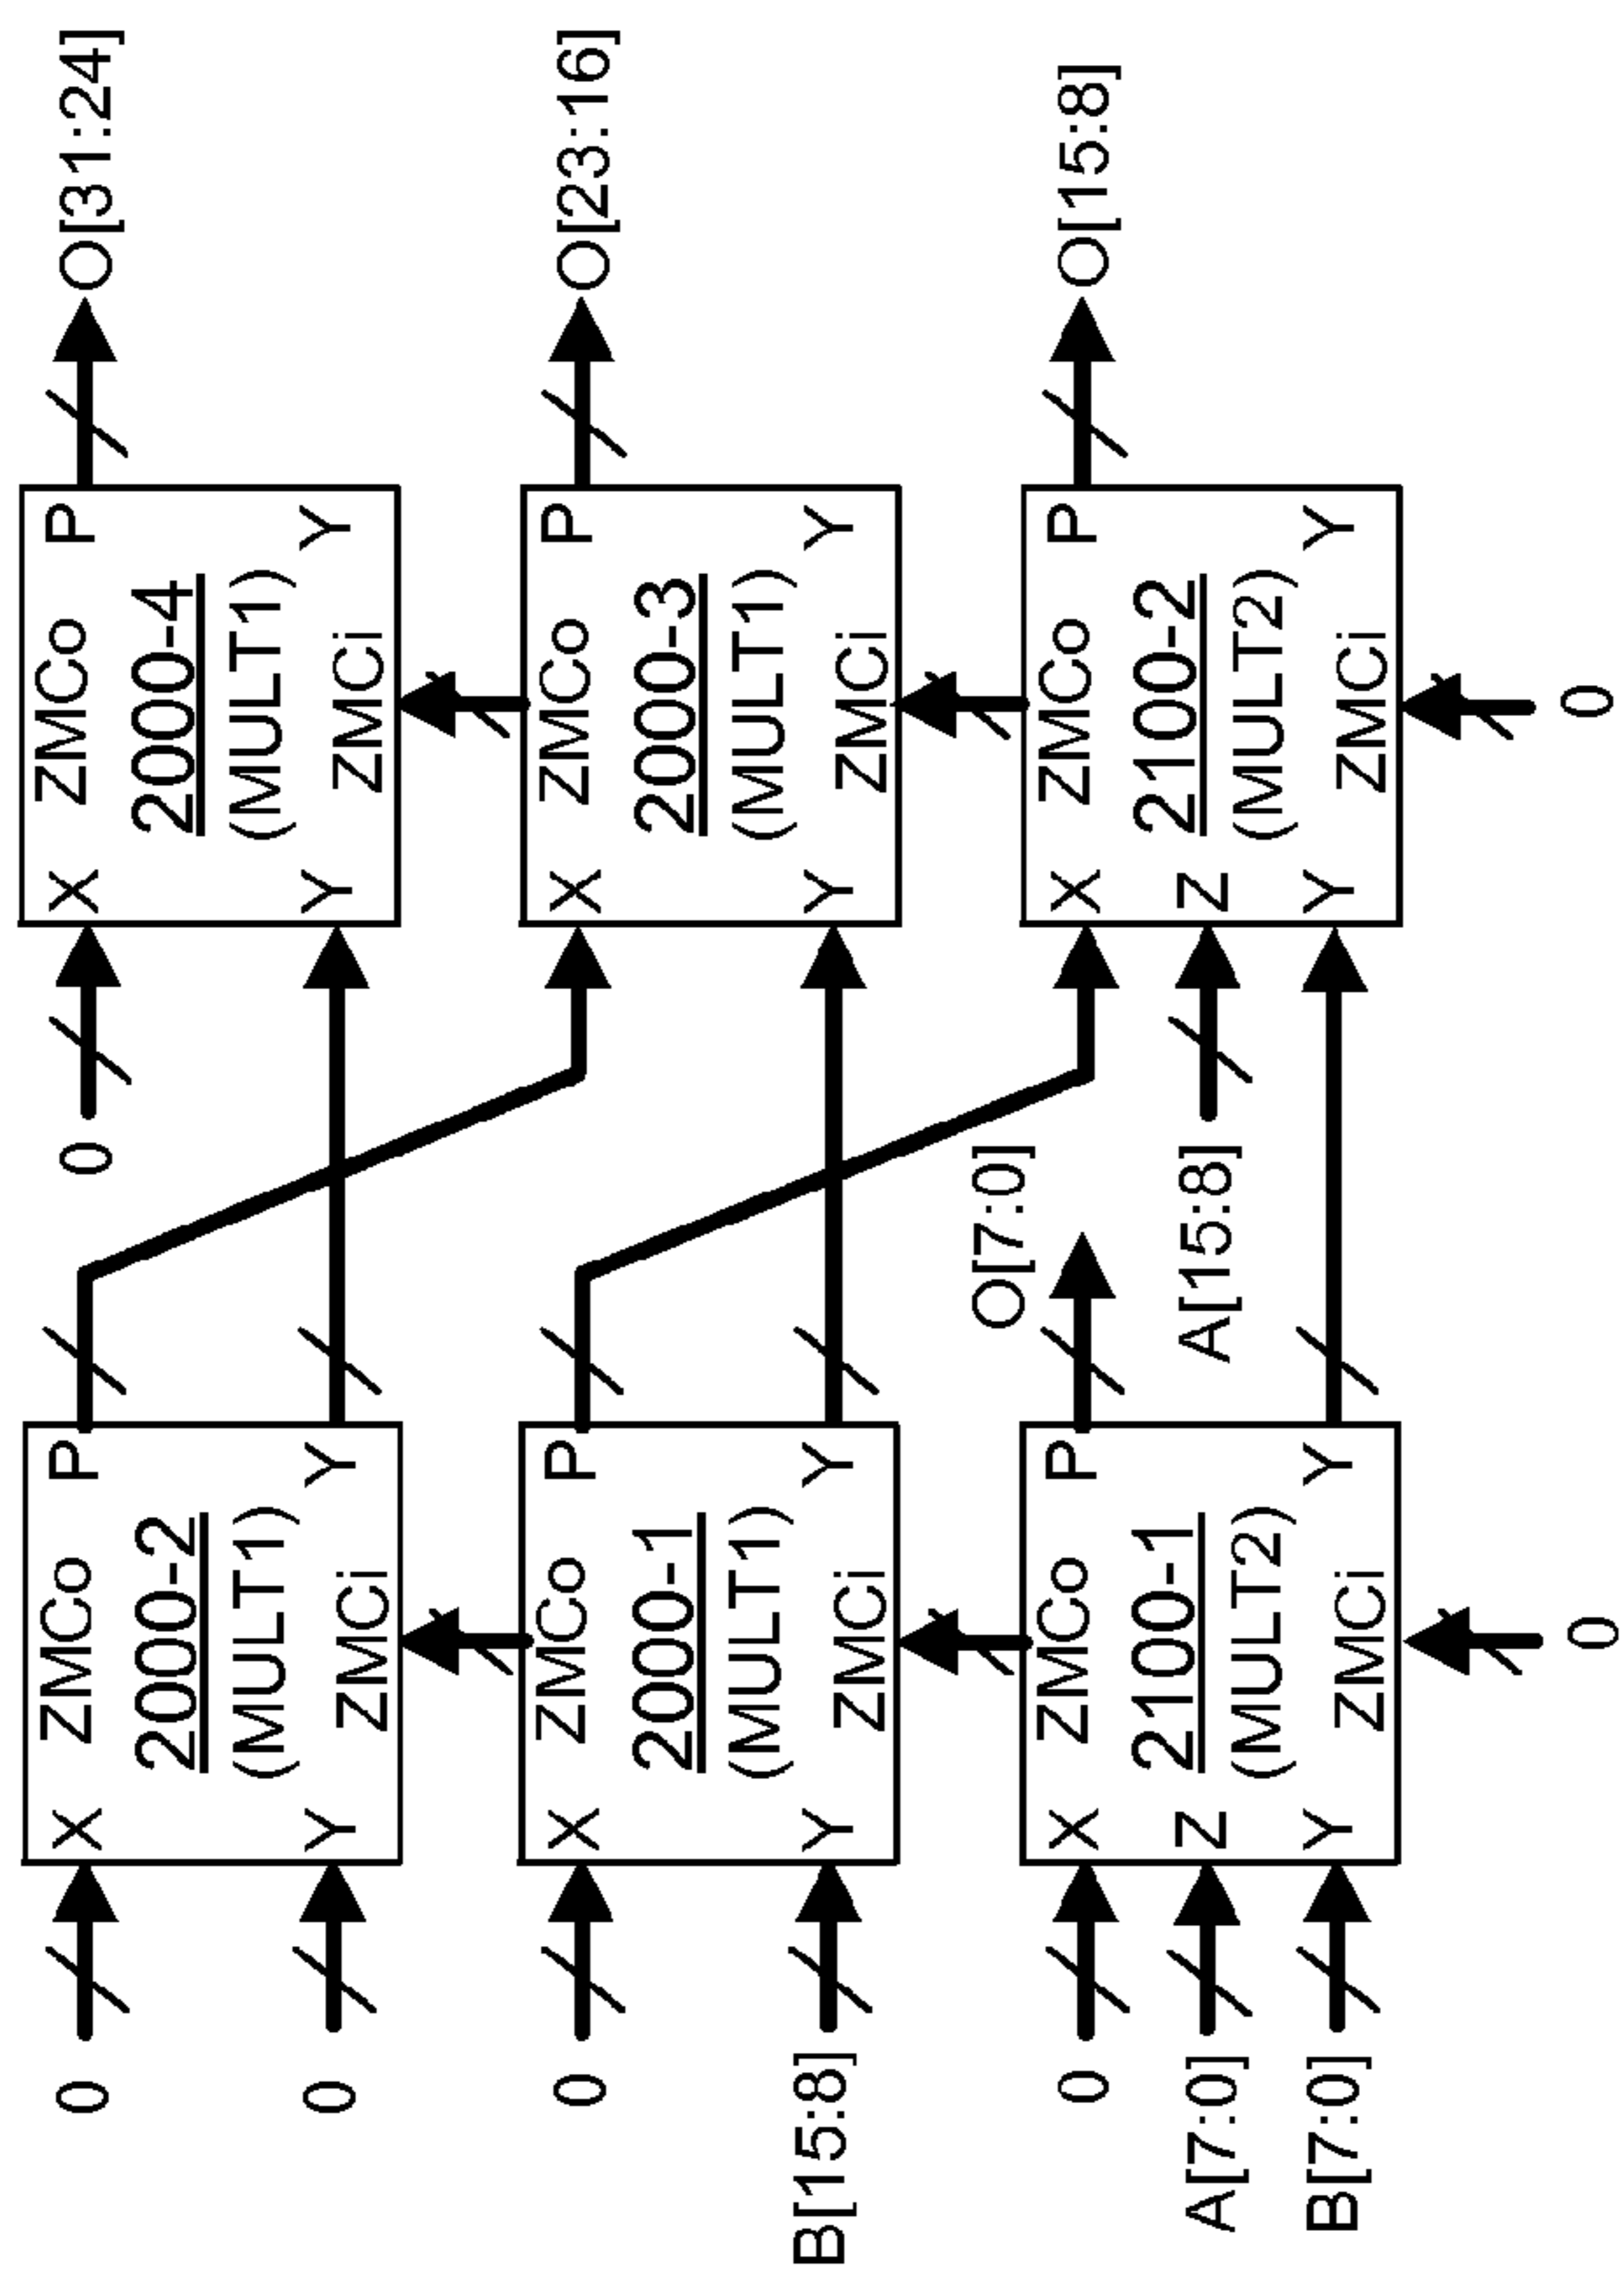 0 X ZMCo P 0 X ZMCo P O[31:24]
2000-2 2000-4
(MULT1) (MULT1)
0 Y ZMCi Y Y ZMCi Y
0 X ZMCo P X ZMCo P O[23:16]
2000-1 2000-3
(MULT1) (MULT1)
B[15:8] Y ZMCi Y Y ZMCi Y
O[7:0]
0 X ZMCo P X ZMCo P O[15:8]
A[7:0] Z 2100-1 A[15:8] Z 2100-2
(MULT2) (MULT2)
B[7:0] Y ZMCi Y Y ZMCi Y
0 0